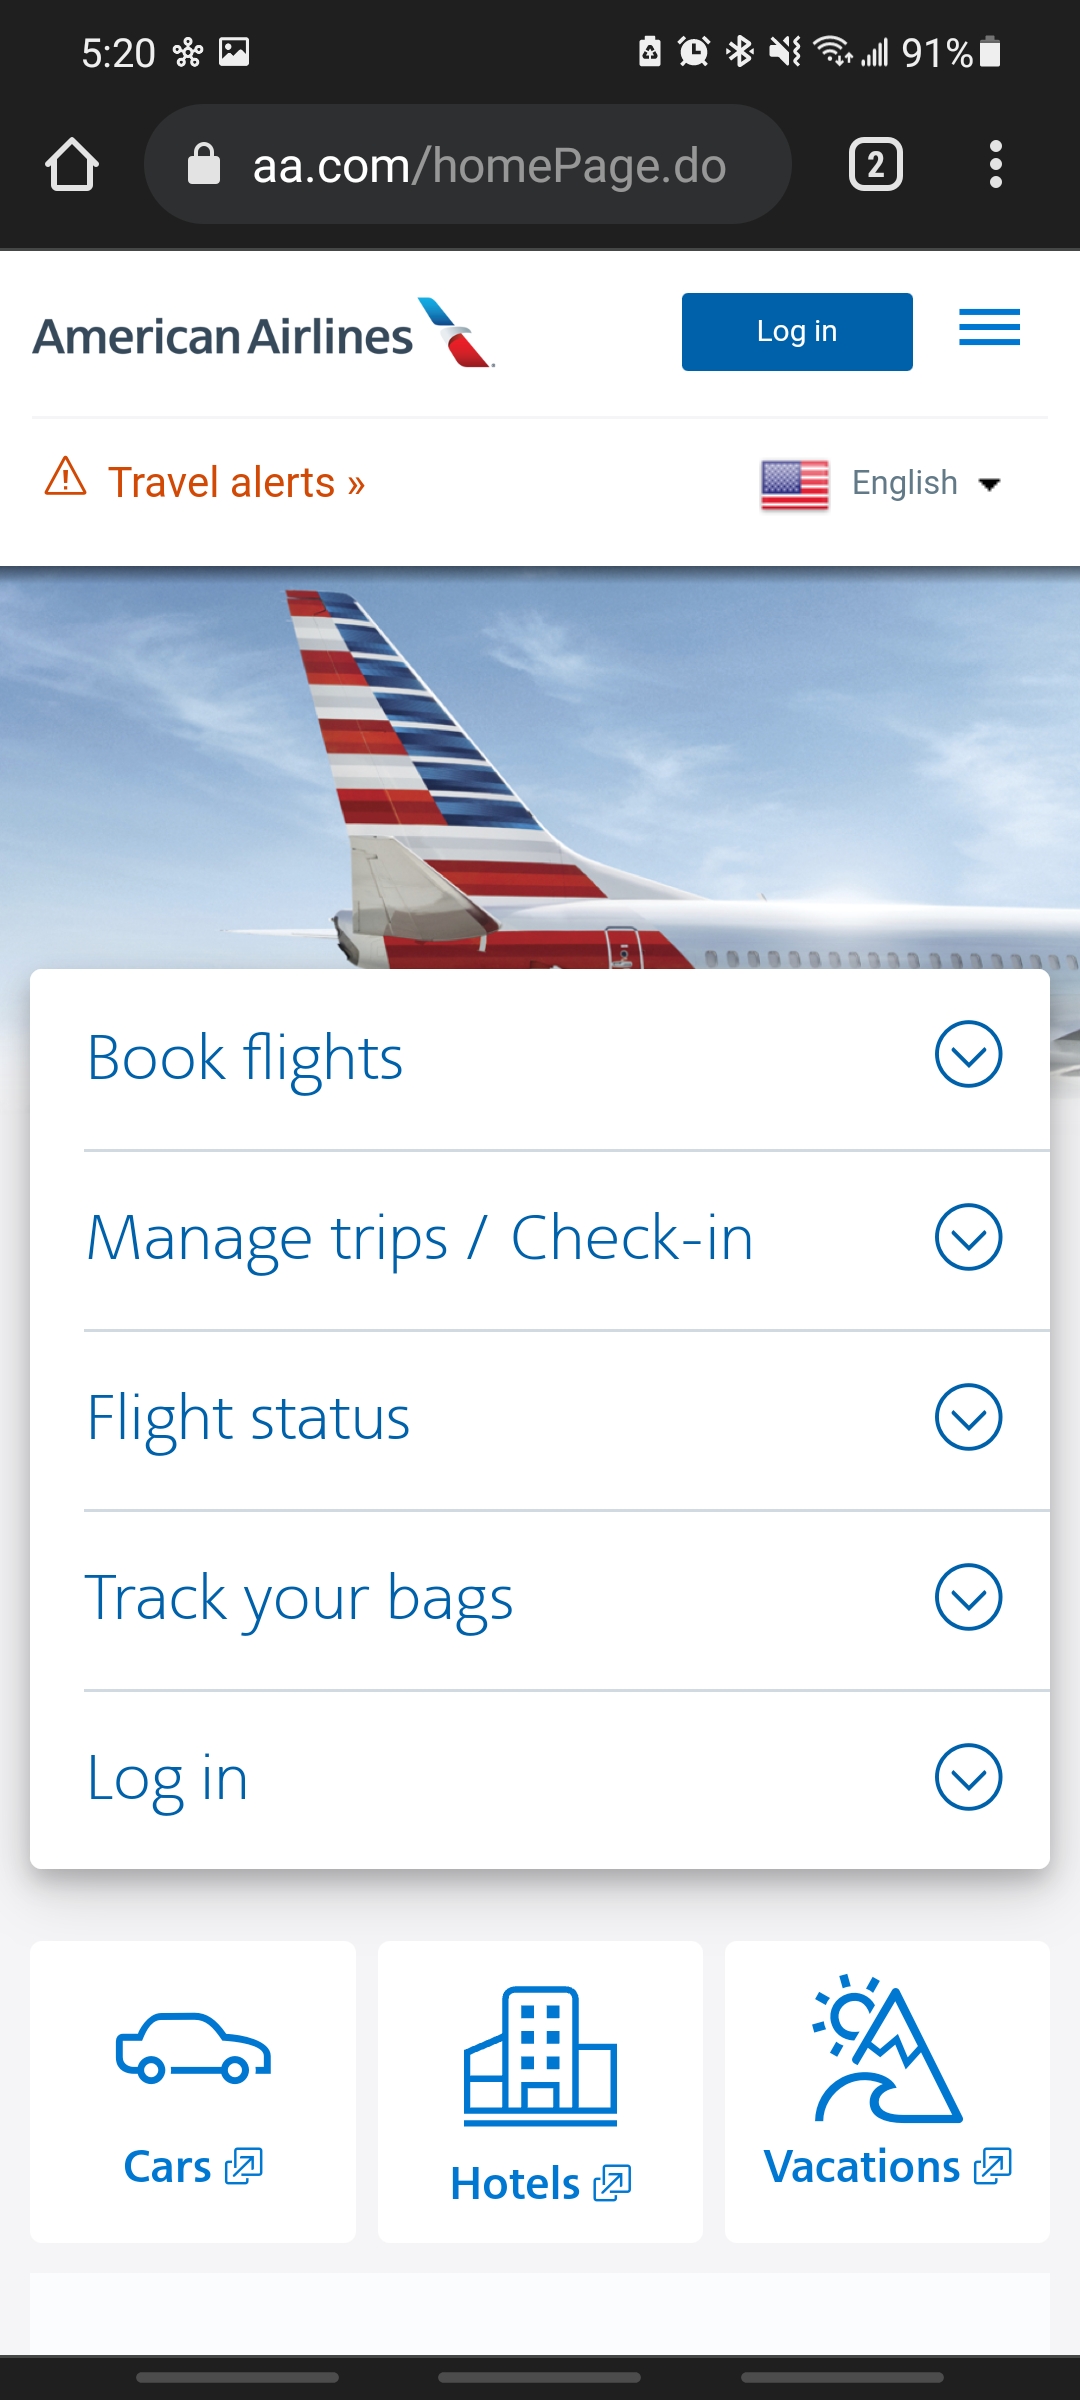 5:20 91%
aa.com/homePage.do 2
American Airlines Log in
Travel alerts » English
Book flights
Manage trips / Check-in
Flight status
Track your bags
Log in
Cars Hotels Vacations